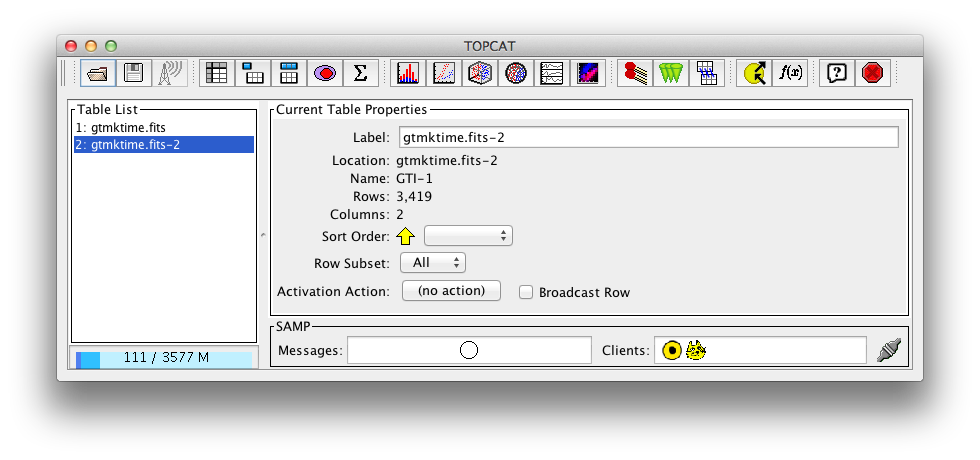 TOPCAT
Σ
f(x)
?
Table List
1: gtmktime.fits
2: gtmktime.fits-2
111 / 3577 M
Current Table Properties
Label: gtmktime.fits-2
Location: gtmktime.fits-2
Name: GTI-1
Rows: 3,419
Columns: 2
Sort Order:
Row Subset: All
Activation Action: (no action) Broadcast Row
SAMP
Messages: Clients: